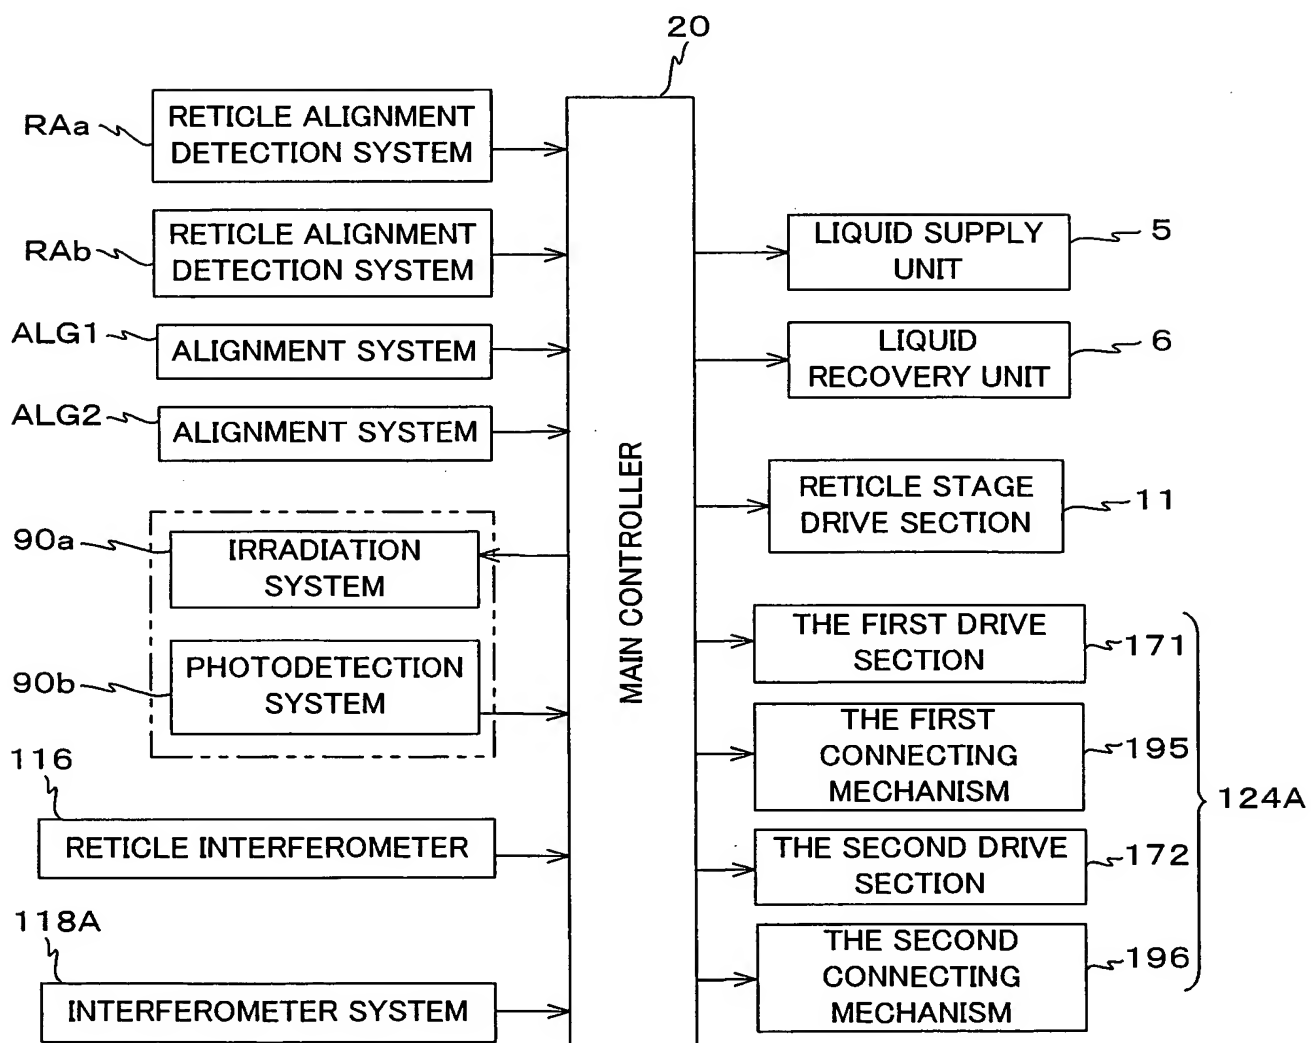 20
RAa
RETICLE ALIGNMENT
DETECTION SYSTEM
RAb
RETICLE ALIGNMENT
DETECTION SYSTEM
ALG1
ALIGNMENT SYSTEM
ALG2
ALIGNMENT SYSTEM
90a
IRRADIATION
SYSTEM
90b
PHOTODETECTION
SYSTEM
116
RETICLE INTERFEROMETER
118A
INTERFEROMETER SYSTEM
MAIN CONTROLLER
LIQUID SUPPLY
UNIT
5
LIQUID
RECOVERY UNIT
6
RETICLE STAGE
DRIVE SECTION
11
THE FIRST DRIVE
SECTION
171
THE FIRST
CONNECTING
MECHANISM
195
THE SECOND DRIVE
SECTION
172
THE SECOND
CONNECTING
MECHANISM
196
124A